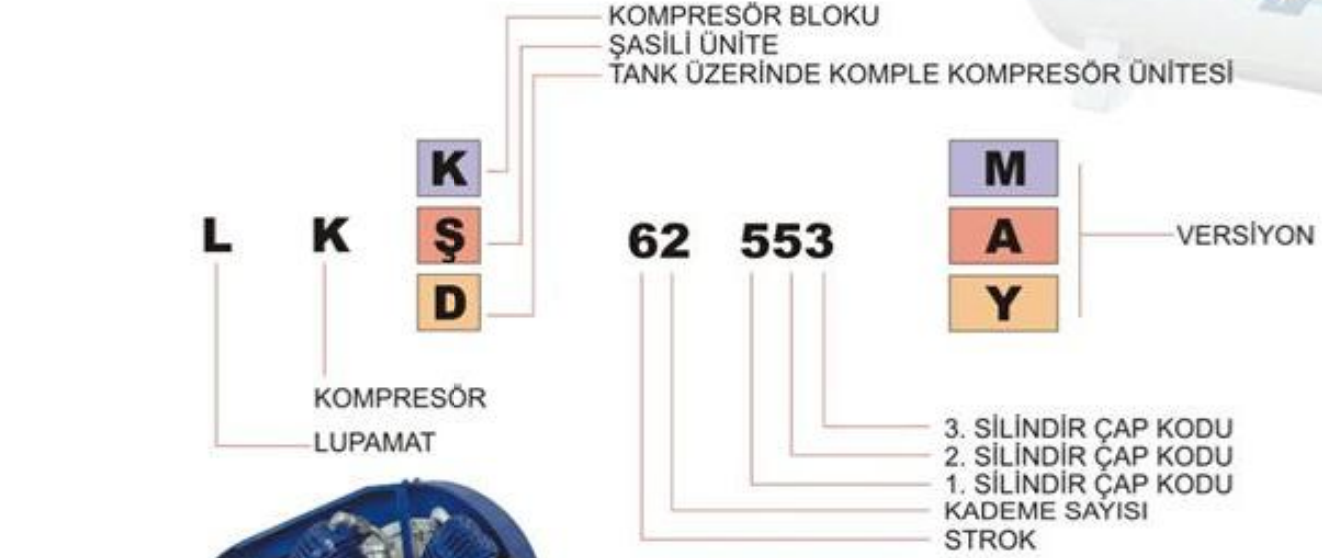 KOMPRESÖR BLOKU
ŞASİLİ ÜNİTE
TANK ÜZERİNDE KOMPLE KOMPRESÖR ÜNİTESİ
K
M
L K Ş 62 553 A VERSİYON
D
Y
KOMPRESÖR
LUPAMAT
3. SİLİNDİR ÇAP KODU
2. SİLİNDİR ÇAP KODU
1. SİLİNDİR ÇAP KODU
KADEME SAYISI
STROK